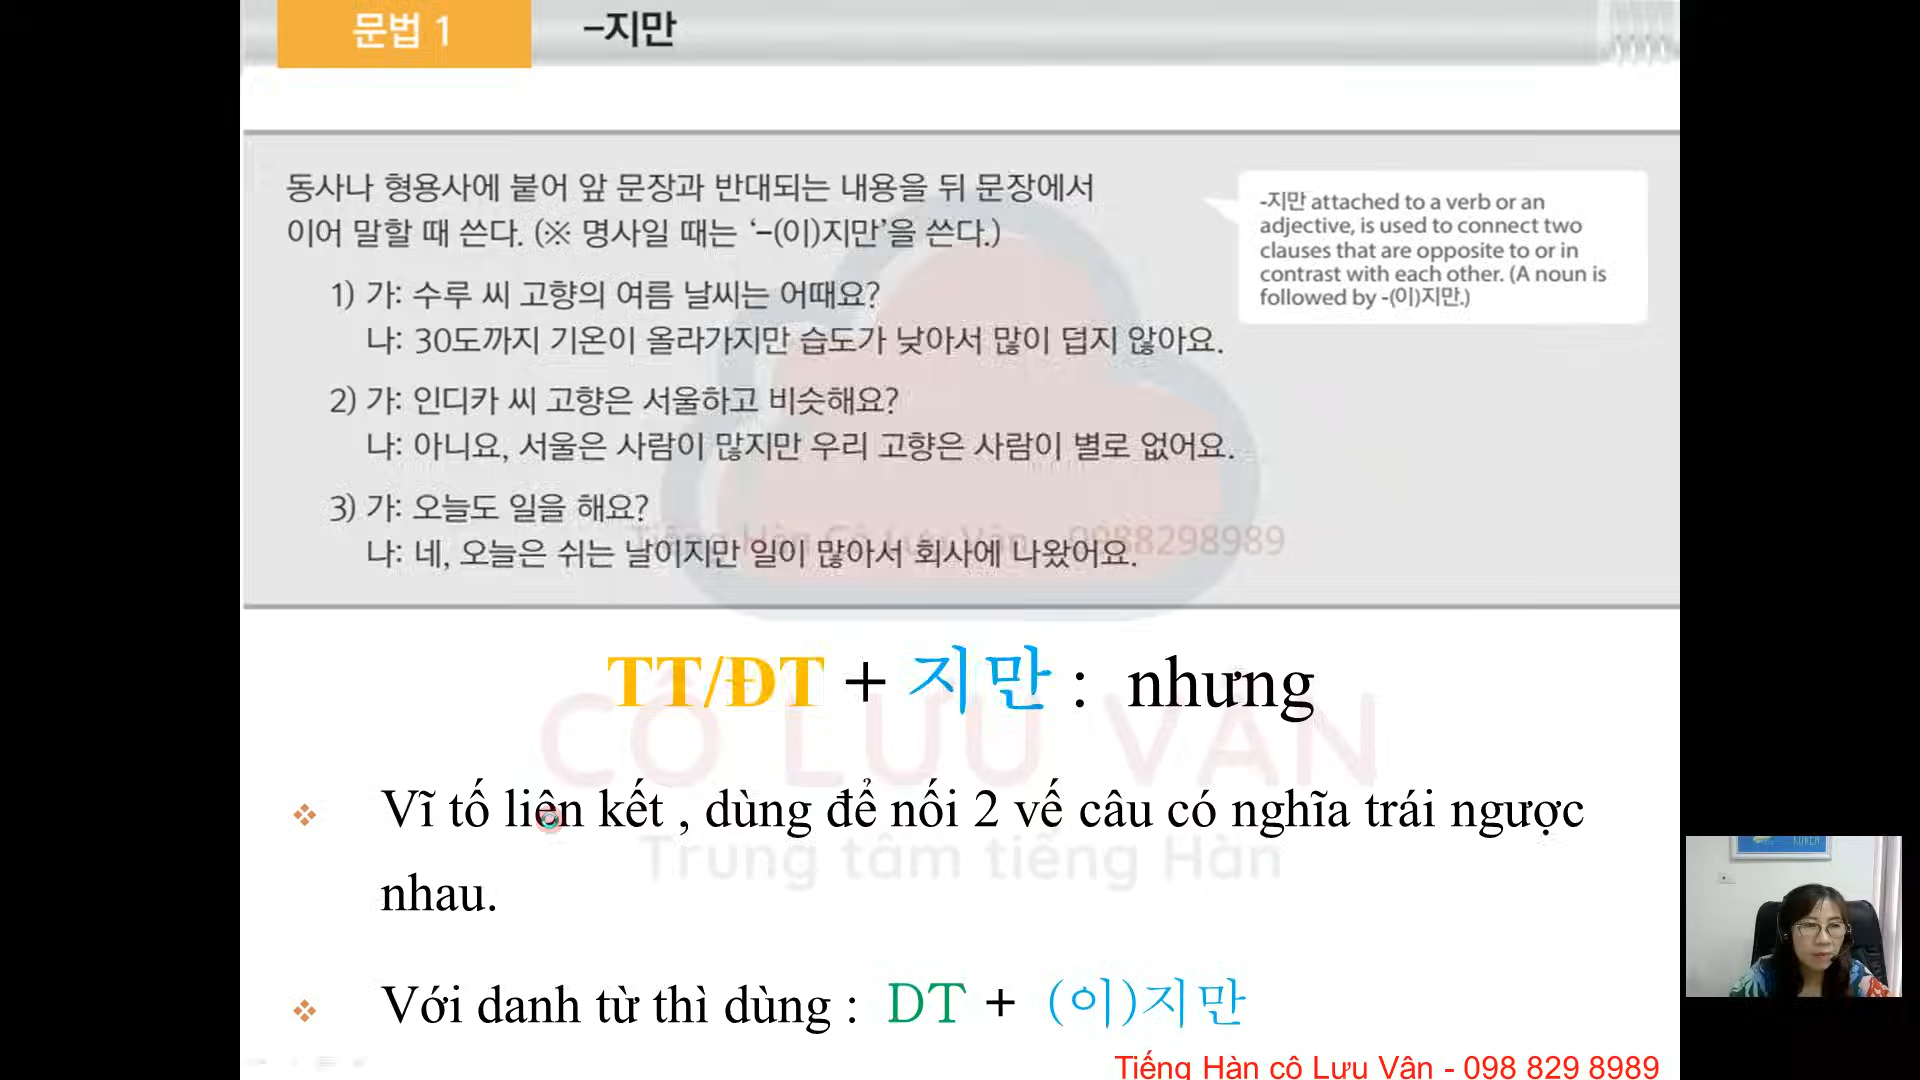 문법 1
–지만
동사나 형용사에 붙어 앞 문장과 반대되는 내용을 뒤 문장에서
이어 말할 때 쓴다. (※ 명사일 때는 ‘–(이)지만’을 쓴다.)
-지만 attached to a verb or an
adjective, is used to connect two
clauses that are opposite to or in
contrast with each other. (A noun is
followed by -(이)지만.)
1) 가: 수루 씨 고향의 여름 날씨는 어때요?
나: 30도까지 기온이 올라가지만 습도가 낮아서 많이 덥지 않아요.
2) 가: 인디카 씨 고향은 서울하고 비슷해요?
나: 아니요, 서울은 사람이 많지만 우리 고향은 사람이 별로 없어요.
3) 가: 오늘도 일을 해요?
Tiếng Hàn Cô Lưu Vân - 0988298989
나: 네, 오늘은 쉬는 날이지만 일이 많아서 회사에 나왔어요.
TT/ĐT + 지만 : nhưng
CÔ LƯU VÂN
Vĩ tố liên kết , dùng để nối 2 vế câu có nghĩa trái ngược
Trung tâm tiếng Hàn
nhau.
Với danh từ thì dùng : DT + (이)지만
Tiếng Hàn cô Lưu Vân - 098 829 8989
KOREA